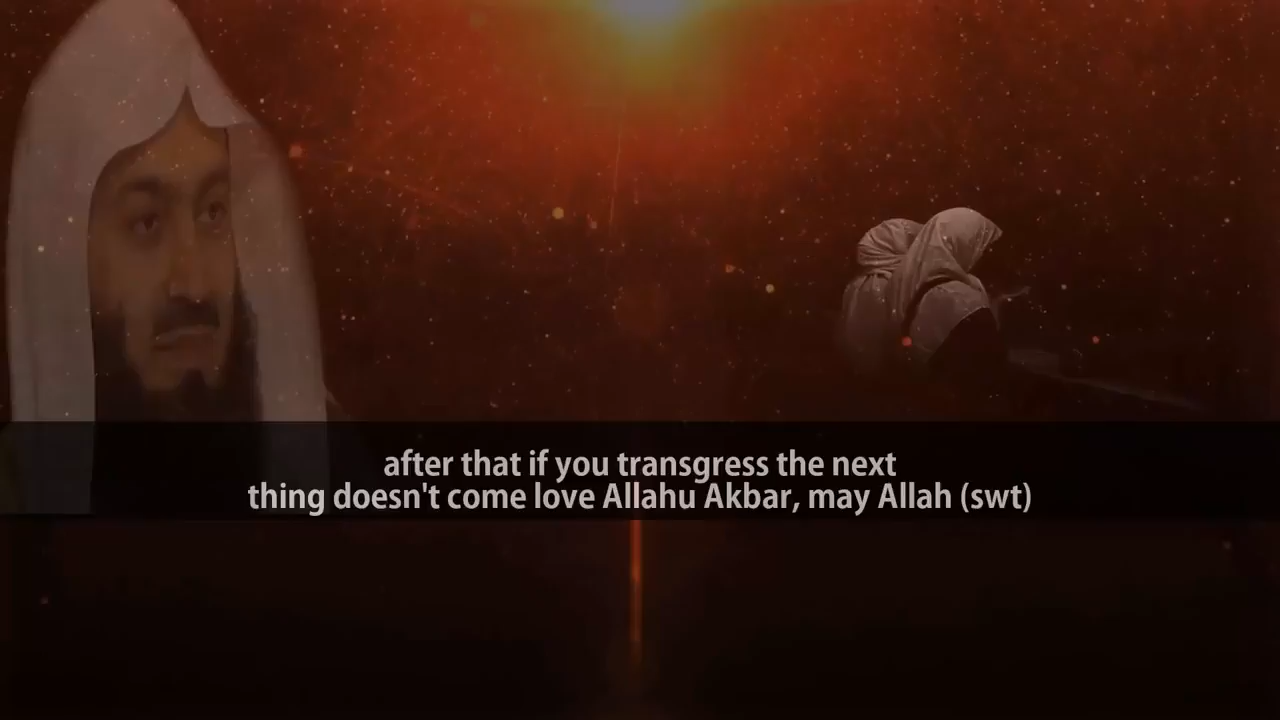 after that if you transgress the next
thing doesn't come love Allahu Akbar, may Allah (swt)